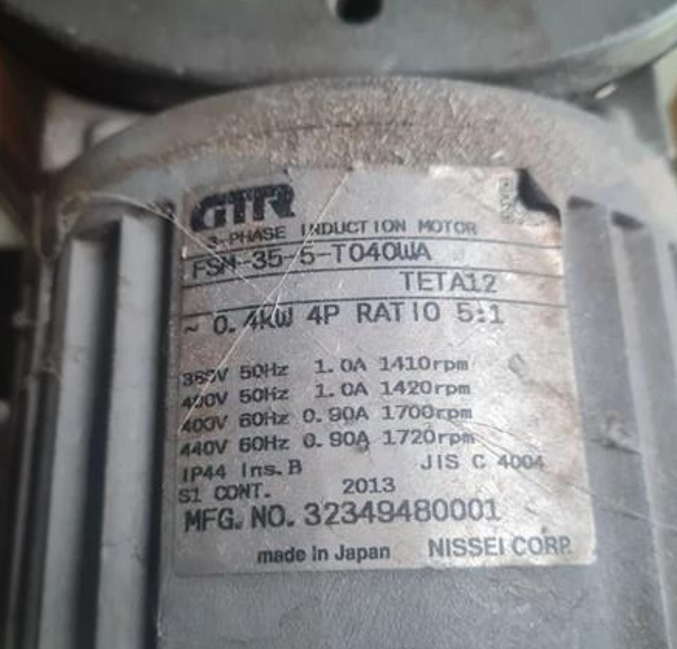 GTR
3-PHASE INDUCTION MOTOR
FSM-35-5-T040WA
TETA12
~ 0.4kW 4P RATIO 5:1
380V 50Hz 1.0A 1410rpm
400V 50Hz 1.0A 1420rpm
400V 60Hz 0.90A 1700rpm
440V 60Hz 0.90A 1720rpm
IP44 Ins.B JIS C 4004
S1 CONT. 2013
MFG. NO. 32349480001
made in Japan NISSEI CORP.